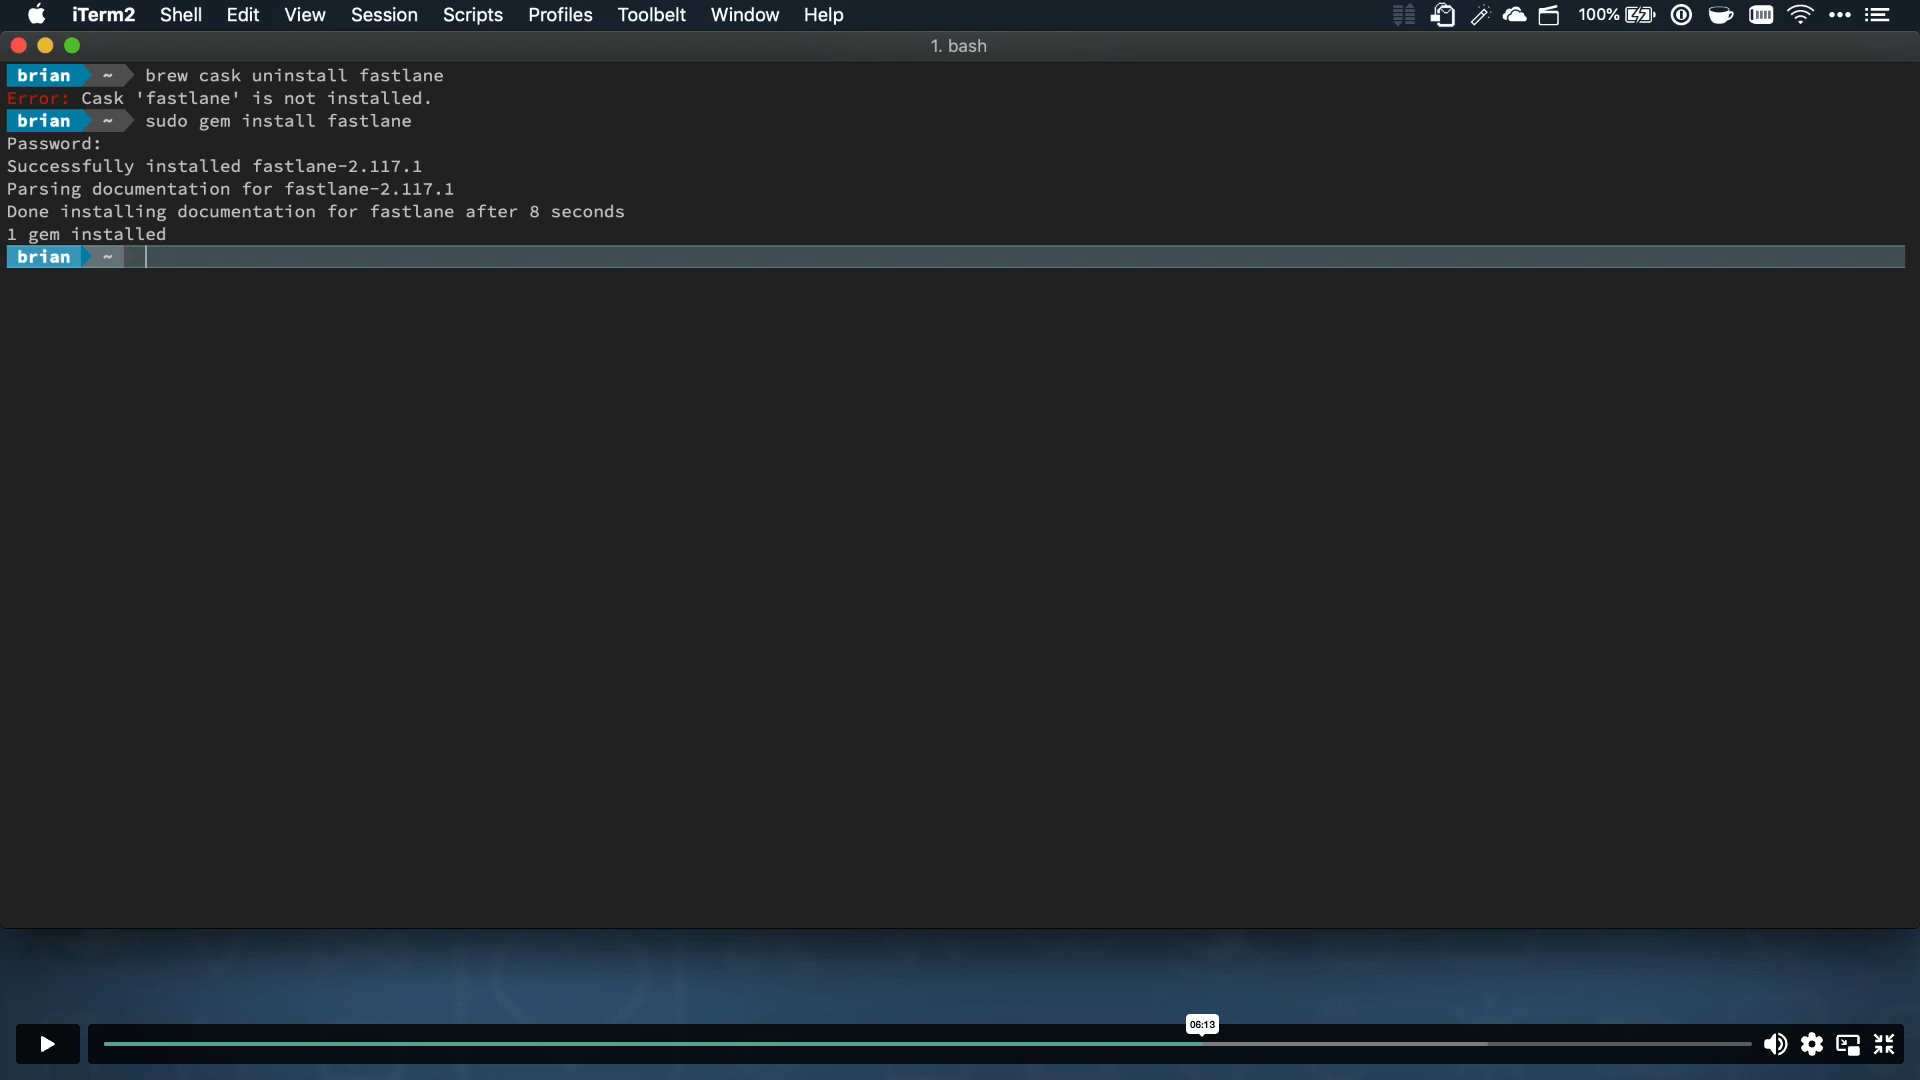 iTerm2 Shell Edit View Session Scripts Profiles Toolbelt Window Help 100%
1. bash
brian ~ brew cask uninstall fastlane
Error: Cask 'fastlane' is not installed.
brian ~ sudo gem install fastlane
Password:
Successfully installed fastlane-2.117.1
Parsing documentation for fastlane-2.117.1
Done installing documentation for fastlane after 8 seconds
1 gem installed
brian ~
06:13